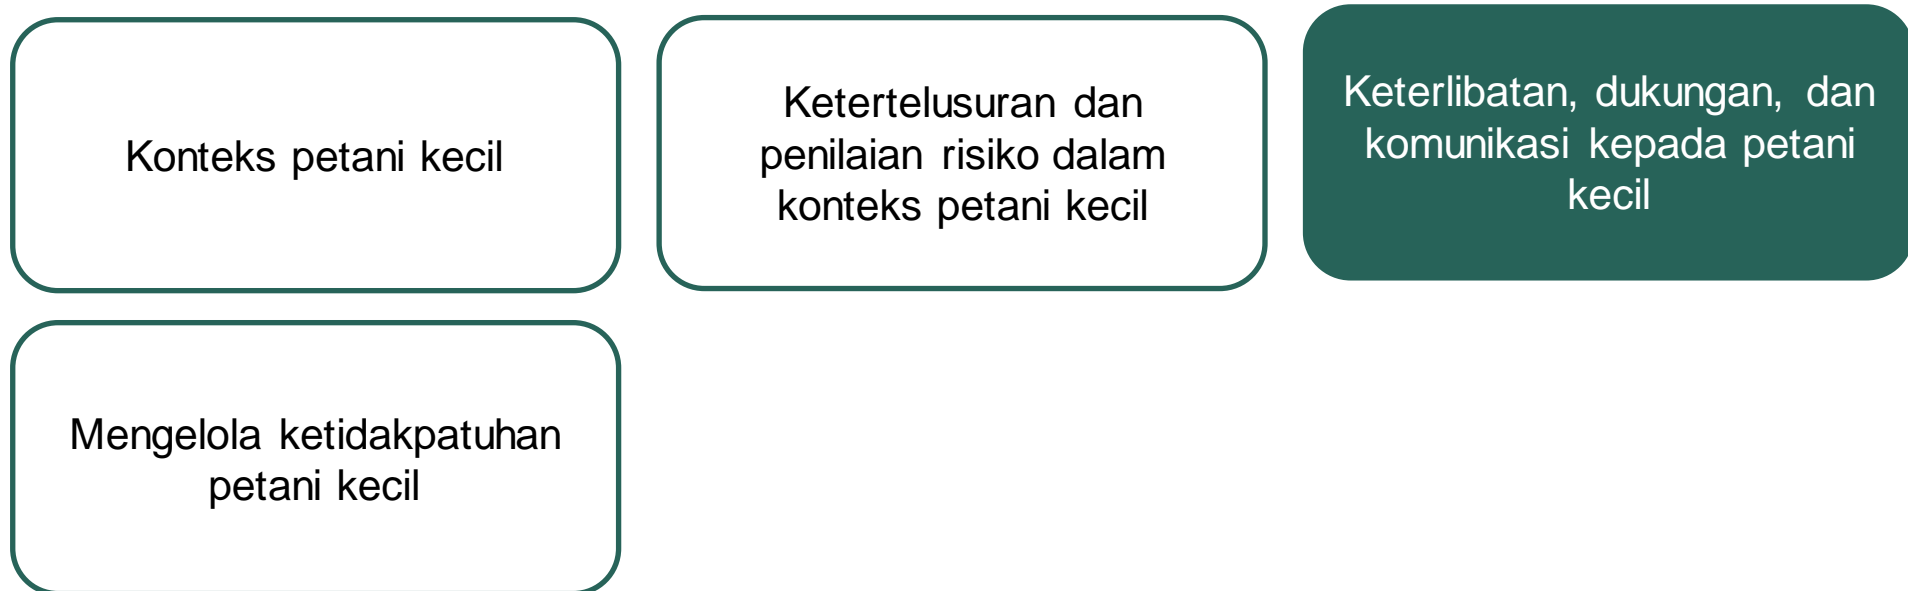 Konteks petani kecil
Ketertelusuran dan
penilaian risiko dalam
konteks petani kecil
Keterlibatan, dukungan, dan
komunikasi kepada petani
kecil
Mengelola ketidakpatuhan
petani kecil